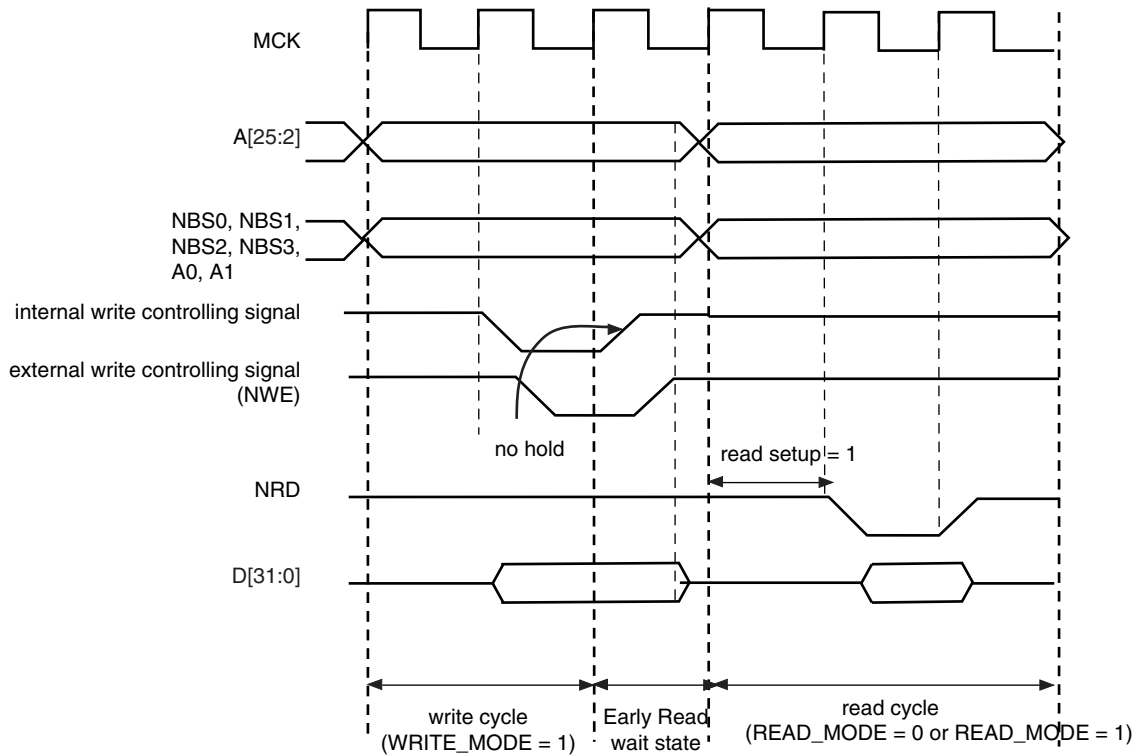 MCK
A[25:2]
NBS0, NBS1,
NBS2, NBS3,
A0, A1
internal write controlling signal
external write controlling signal
(NWE)
no hold
read setup = 1
NRD
D[31:0]
write cycle
(WRITE_MODE = 1)
Early Read
wait state
read cycle
(READ_MODE = 0 or READ_MODE = 1)